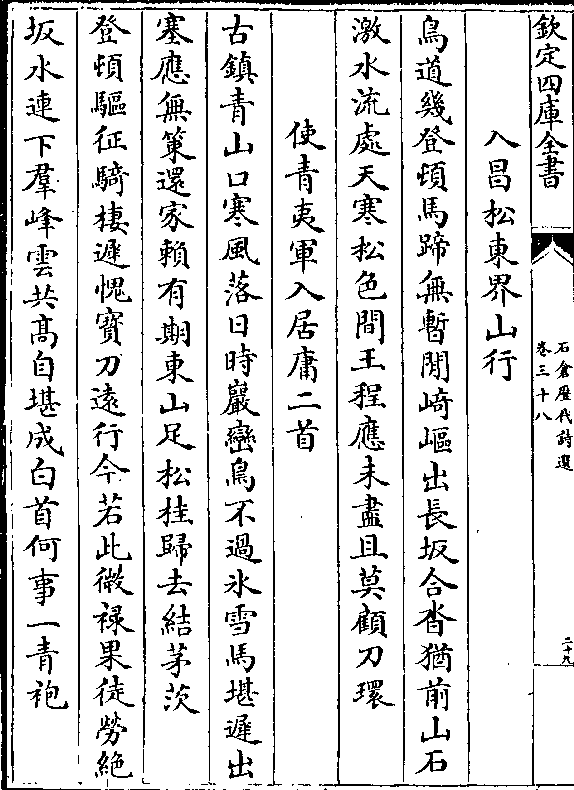 欽定四庫全書
石倉歴代詩選
卷三十八
二十九
入昌松東界山行
鳥道幾登頓馬蹄無暫閒崎嶇出長坂合沓猶前山石
激水流處天寒松色間王程應未盡且莫顧刀環
使青夷軍入居庸二首
古鎮青山口寒風落日時巖巒鳥不過氷雪馬堪遲出
塞應無䇿還家賴有期東山足松桂歸去結茅茨
登頓驅征騎棲遲愧寳刀遠行今若此微禄果徒勞絶
坂水連下羣峰雲共髙自堪成白首何事一青袍